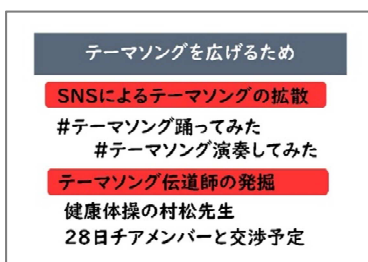 テーマソングを広げるため
SNSによるテーマソングの拡散
#テーマソング踊ってみた
#テーマソング演奏してみた
テーマソング伝道師の発掘
健康体操の村松先生
28日チアメンバーと交渉予定